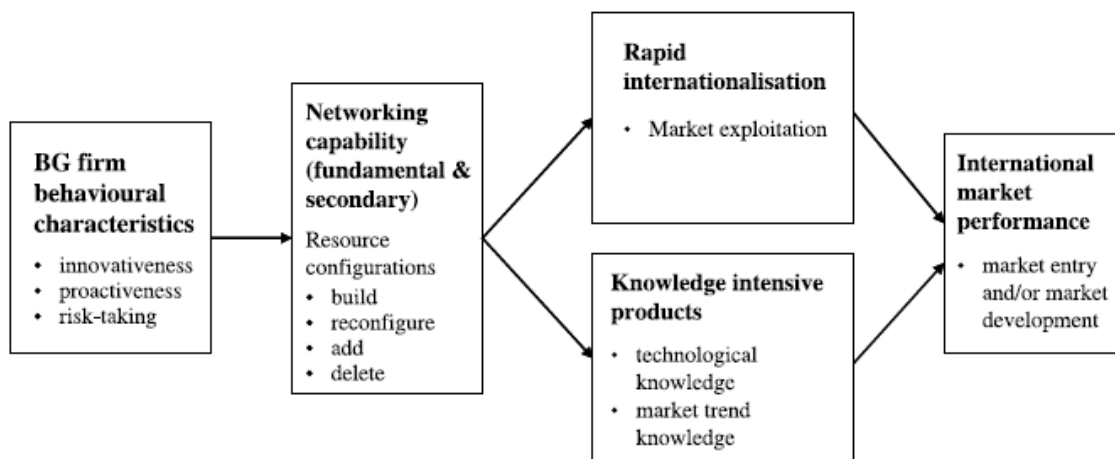 BG firm
behavioural
characteristics
• innovativeness
• proactiveness
• risk-taking
Networking
capability
(fundamental &
secondary)
Resource
configurations
• build
• reconfigure
• add
• delete
Rapid
internationalisation
• Market exploitation
Knowledge intensive
products
• technological
knowledge
• market trend
knowledge
International
market
performance
• market entry
and/or market
development